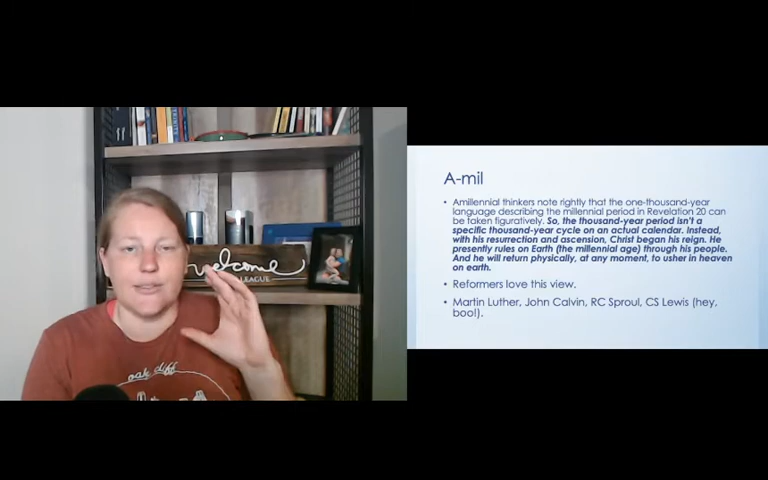 welcome
LEAGUE
oak cliff
A-mil
• Amillennial thinkers note rightly that the one-thousand-year
language describing the millennial period in Revelation 20 can
be taken figuratively. So, the thousand-year period isn't a
specific thousand-year cycle on an actual calendar. Instead,
with his resurrection and ascension, Christ began his reign. He
presently rules on Earth (the millennial age) through his people.
And he will return physically, at any moment, to usher in heaven
on earth.
• Reformers love this view.
• Martin Luther, John Calvin, RC Sproul, CS Lewis (hey,
boo!).